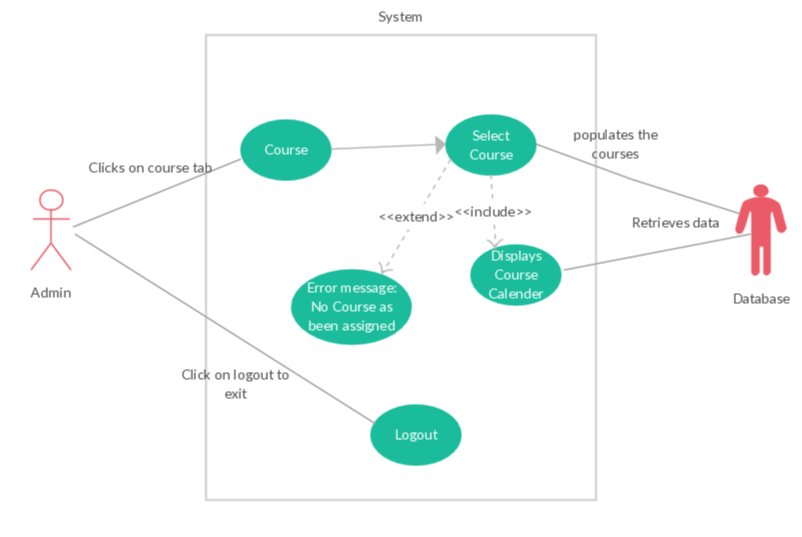 System
Course
Select
Course
populates the
courses
Clicks on course tab
<<extend>>
<<include>>
Retrieves data
Admin
Displays
Course
Calender
Error message:
No Course as
been assigned
Database
Click on logout to
exit
Logout